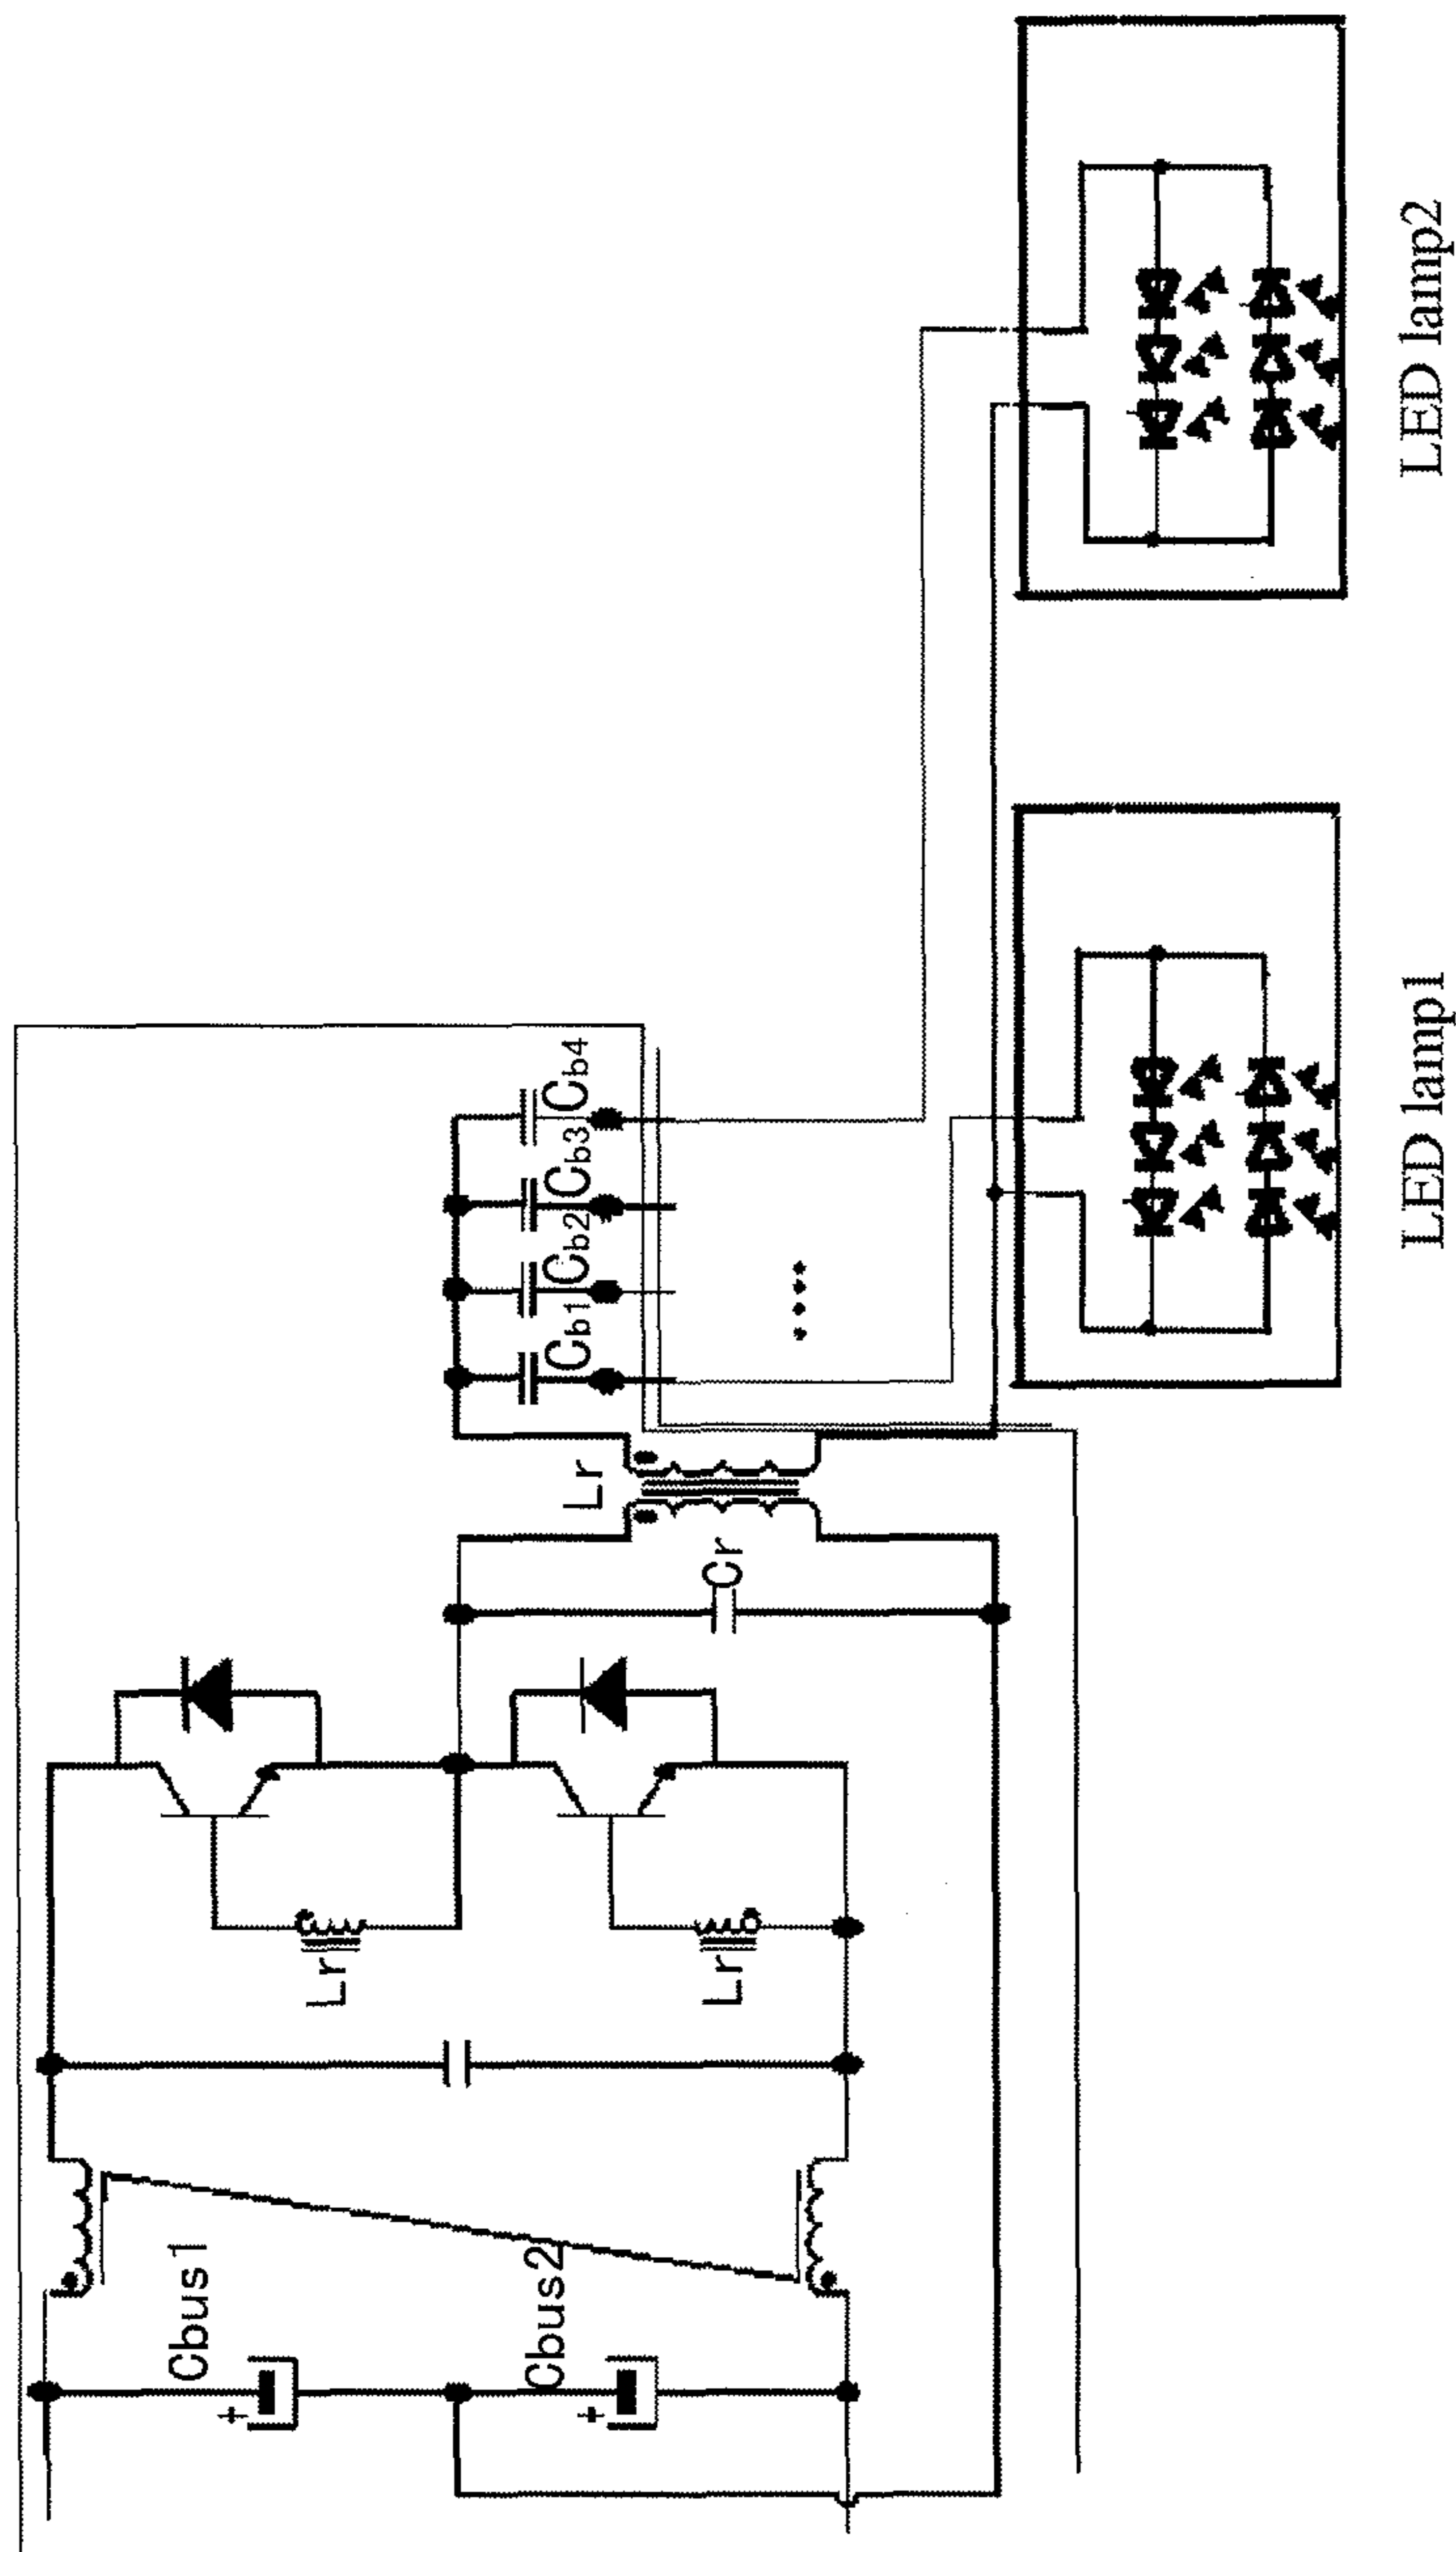 Cbus1
Cbus2
+
+
Lr
Lr
Cr
Lr
Cb1
Cb2
Cb3
Cb4
LED lamp1
LED lamp2